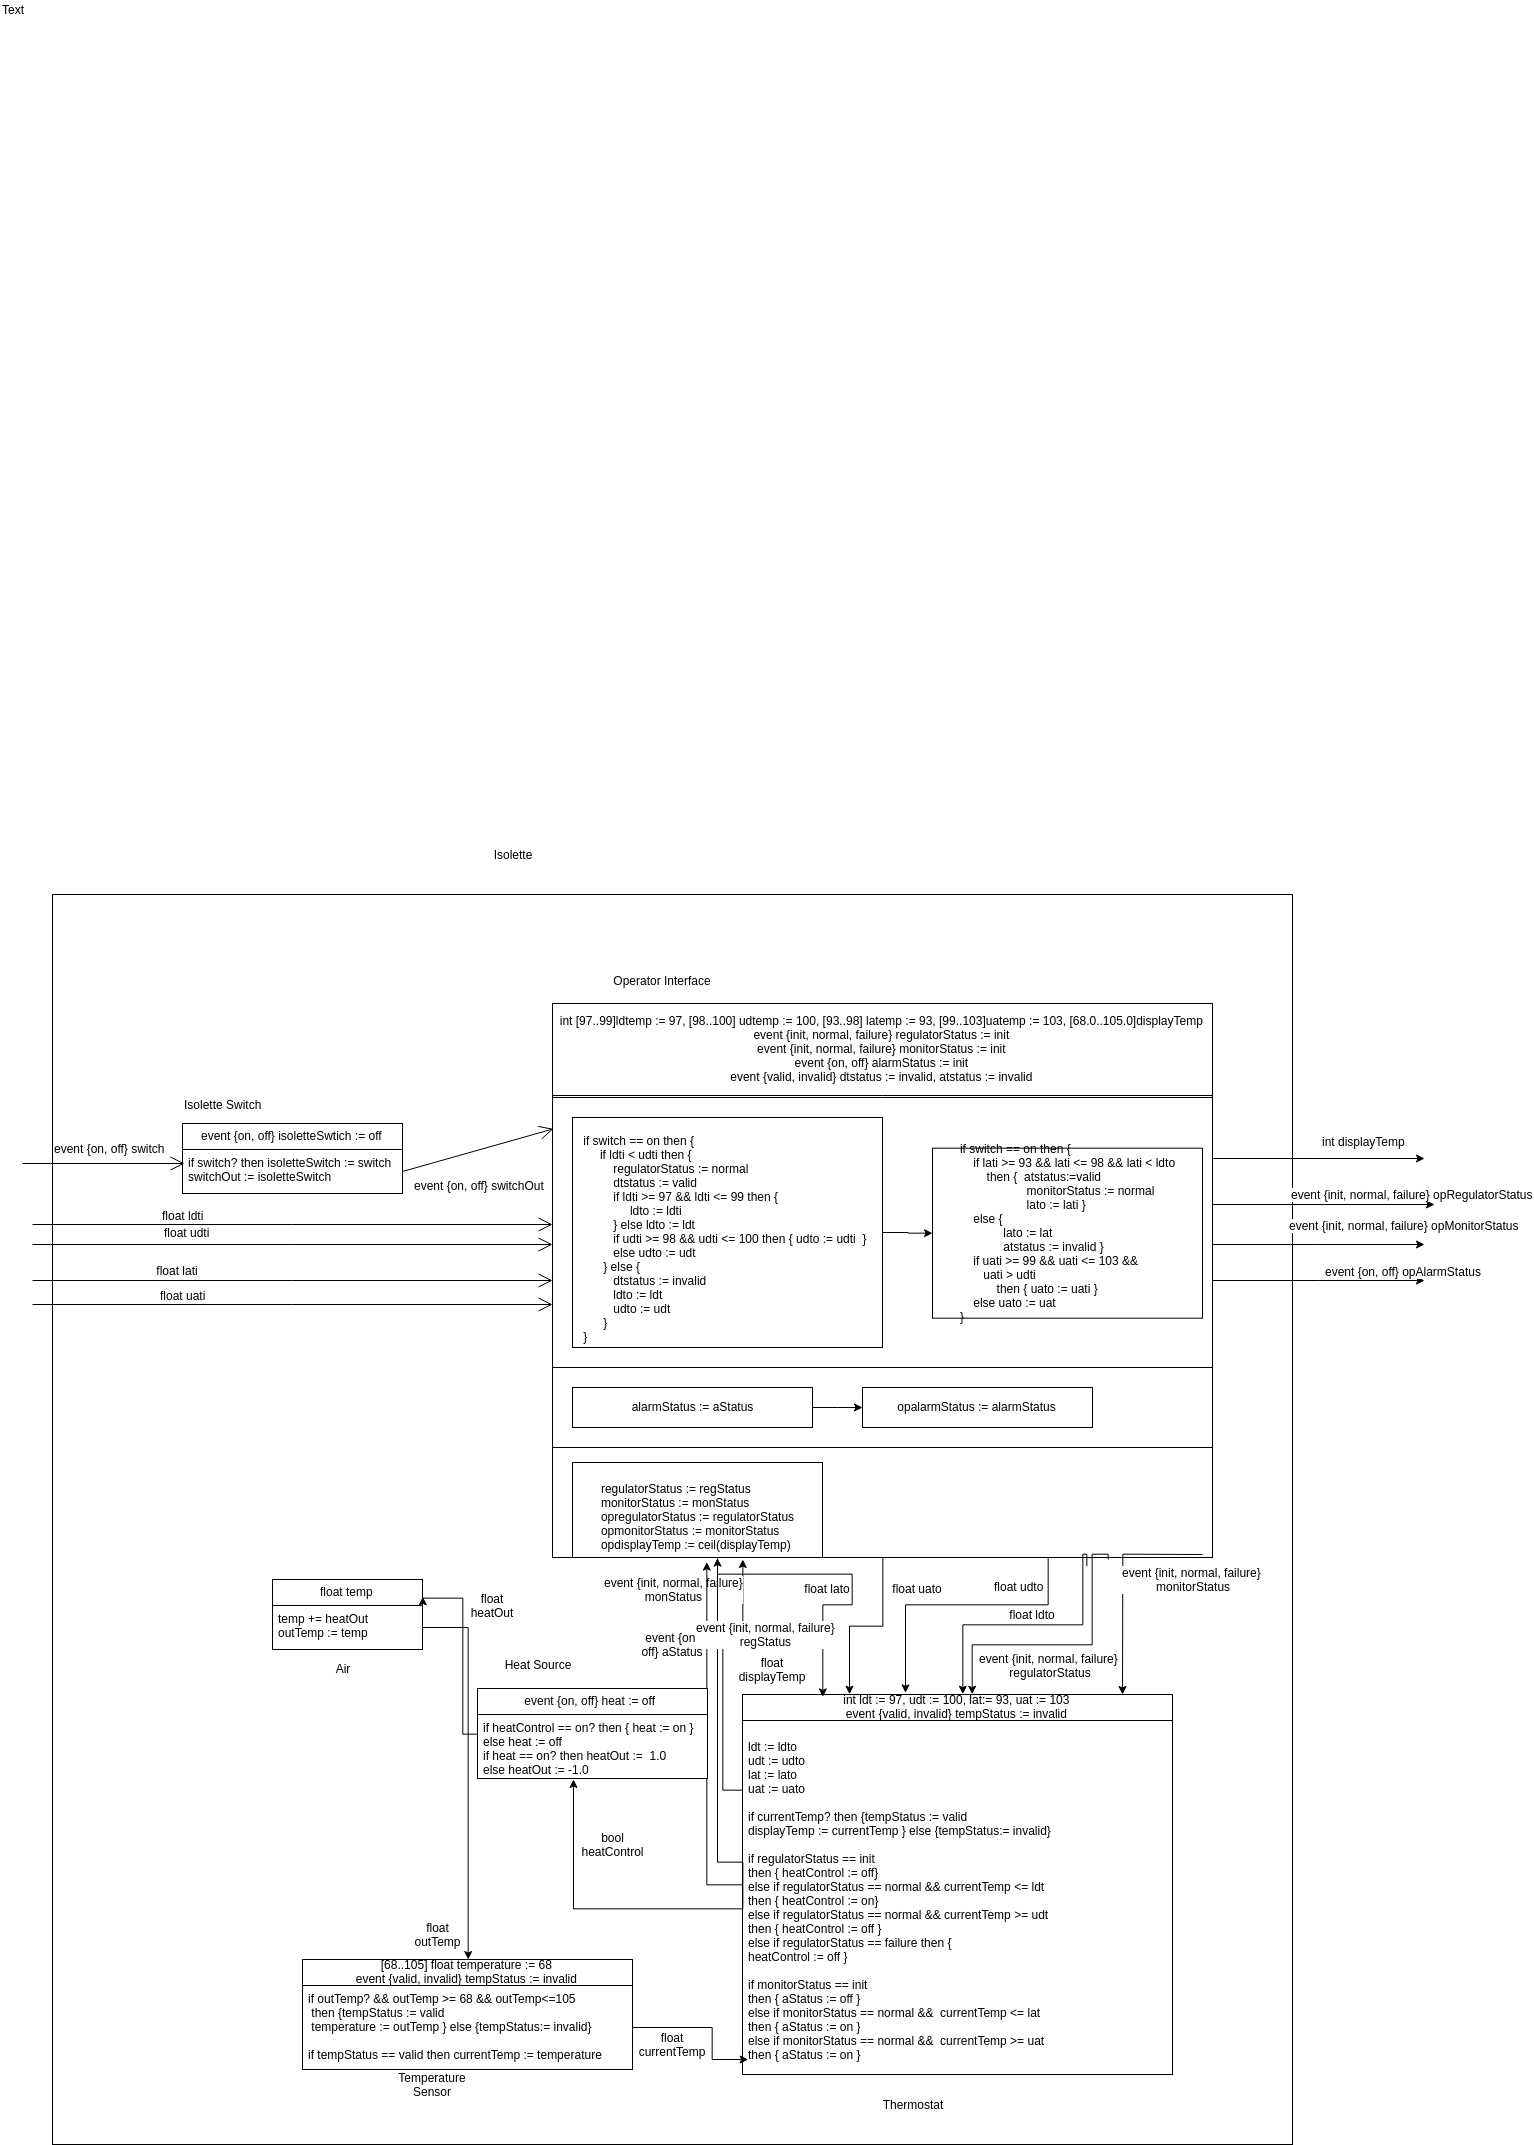 Text
Isolette
Operator Interface
int [97..99]ldtemp := 97, [98..100] udtemp := 100, [93..98] latemp := 93, [99..103]uatemp := 103, [68.0..105.0]displayTemp
event {init, normal, failure} regulatorStatus := init
event {init, normal, failure} monitorStatus := init
event {on, off} alarmStatus := init
event {valid, invalid} dtstatus := invalid, atstatus := invalid
Isolette Switch
event {on, off} isoletteSwtich := off
event {on, off} switch
if switch? then isoletteSwitch := switch
switchOut := isoletteSwitch
event {on, off} switchOut
float ldti
float udti
float lati
float uati
if switch == on then {
if ldti < udti then {
regulatorStatus := normal
dtstatus := valid
if ldti >= 97 && ldti <= 99 then {
ldto := ldti
} else ldto := ldt
if udti >= 98 && udti <= 100 then { udto := udti  }
else udto := udt
} else {
dtstatus := invalid
ldto := ldt
udto := udt
}
}
if switch == on then {
if lati >= 93 && lati <= 98 && lati < ldto
then {  atstatus:=valid
monitorStatus := normal
lato := lati }
else {
lato := lat
atstatus := invalid }
if uati >= 99 && uati <= 103 &&
uati > udti
then { uato := uati }
else uato := uat
}
int displayTemp
event {init, normal, failure} opRegulatorStatus
event {init, normal, failure} opMonitorStatus
event {on, off} opAlarmStatus
alarmStatus := aStatus
opalarmStatus := alarmStatus
regulatorStatus := regStatus
monitorStatus := monStatus
opregulatorStatus := regulatorStatus
opmonitorStatus := monitorStatus
opdisplayTemp := ceil(displayTemp)
event {init, normal, failure}
monStatus
float lato
float uato
float udto
float ldto
event {init, normal, failure}
monitorStatus
event {on
off} aStatus
event {init, normal, failure}
regStatus
float
displayTemp
event {init, normal, failure}
regulatorStatus
float temp
temp += heatOut
outTemp := temp
Air
float
heatOut
Heat Source
event {on, off} heat := off
if heatControl == on? then { heat := on }
else heat := off
if heat == on? then heatOut :=  1.0
else heatOut := -1.0
bool
heatControl
int ldt := 97, udt := 100, lat:= 93, uat := 103
event {valid, invalid} tempStatus := invalid
ldt := ldto
udt := udto
lat := lato
uat := uato
if currentTemp? then {tempStatus := valid
displayTemp := currentTemp } else {tempStatus:= invalid}
if regulatorStatus == init
then { heatControl := off}
else if regulatorStatus == normal && currentTemp <= ldt
then { heatControl := on}
else if regulatorStatus == normal && currentTemp >= udt
then { heatControl := off }
else if regulatorStatus == failure then {
heatControl := off }
if monitorStatus == init
then { aStatus := off }
else if monitorStatus == normal &&  currentTemp <= lat
then { aStatus := on }
else if monitorStatus == normal &&  currentTemp >= uat
then { aStatus := on }
Thermostat
float
outTemp
[68..105] float temperature := 68
event {valid, invalid} tempStatus := invalid
if outTemp? && outTemp >= 68 && outTemp<=105
then {tempStatus := valid
temperature := outTemp } else {tempStatus:= invalid}
if tempStatus == valid then currentTemp := temperature
Temperature
Sensor
float
currentTemp